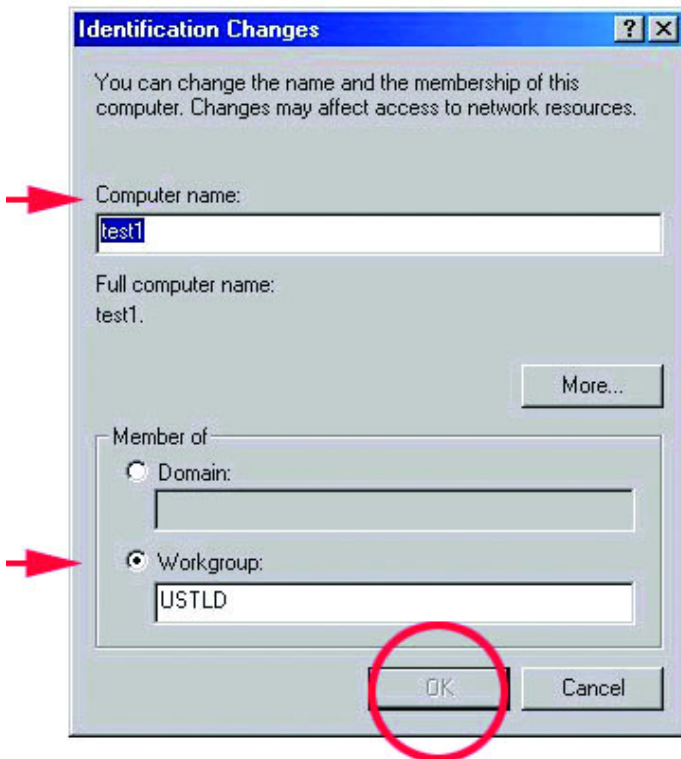 Identification Changes
You can change the name and the membership of this
computer. Changes may affect access to network resources.
Computer name:
test1
Full computer name:
test1.
More...
Member of
Domain:
Workgroup:
USTLD
OK
Cancel